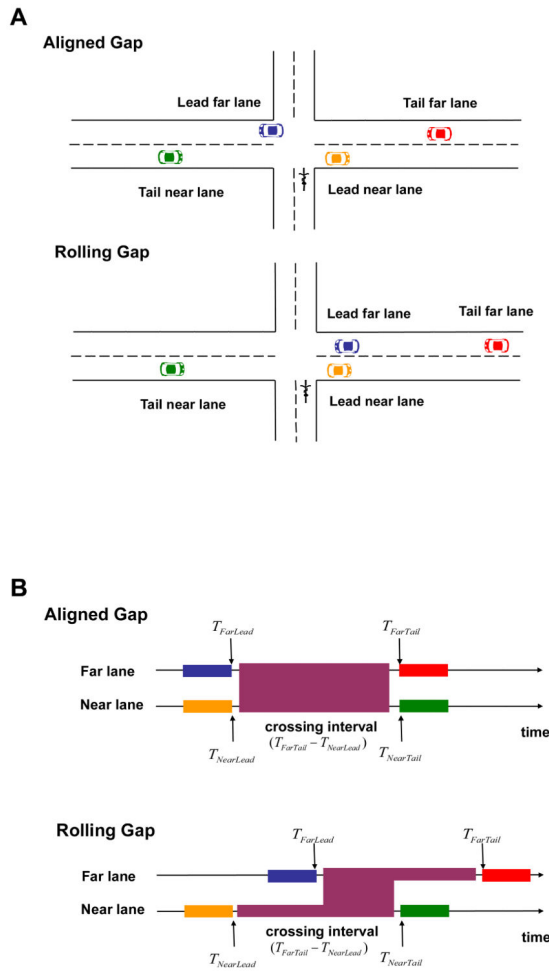 A
Aligned Gap
Lead far lane
Tail far lane
Tail near lane
Lead near lane
Rolling Gap
Lead far lane
Tail far lane
Tail near lane
Lead near lane
B
Aligned Gap
T_FarLead
T_FarTail
Far lane
Near lane
time
crossing interval
(T_FarTail − T_NearLead)
T_NearLead
T_NearTail
Rolling Gap
T_FarLead
T_FarTail
Far lane
Near lane
time
crossing interval
(T_FarTail − T_NearLead)
T_NearLead
T_NearTail